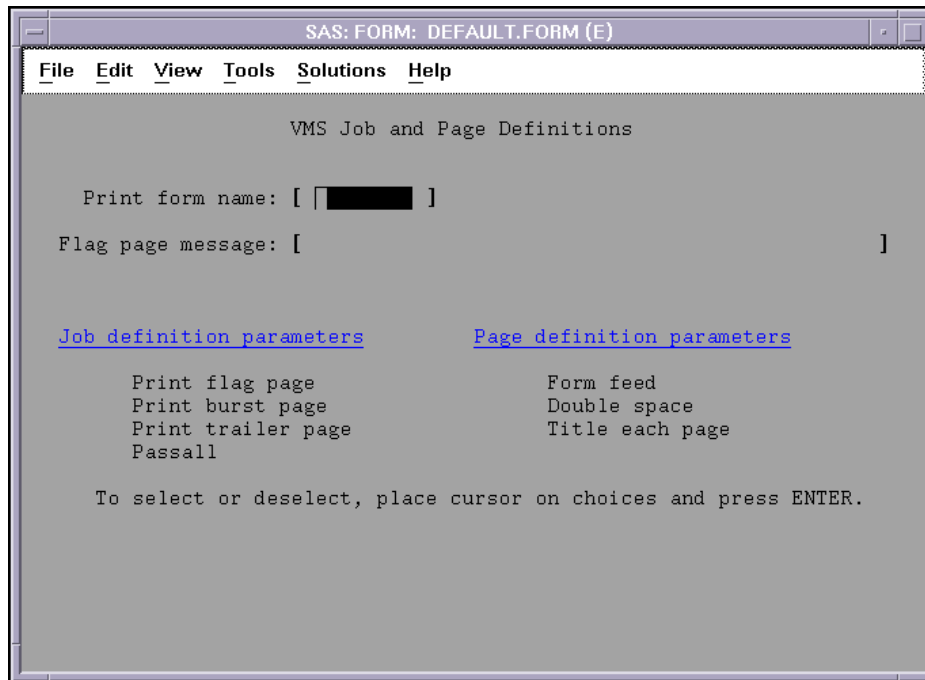 SAS: FORM: DEFAULT.FORM (E)
File Edit View Tools Solutions Help
VMS Job and Page Definitions
Print form name: [ ]
Flag page message: [ ]
Job definition parameters Page definition parameters
Print flag page Form feed
Print burst page Double space
Print trailer page Title each page
Passall
To select or deselect, place cursor on choices and press ENTER.